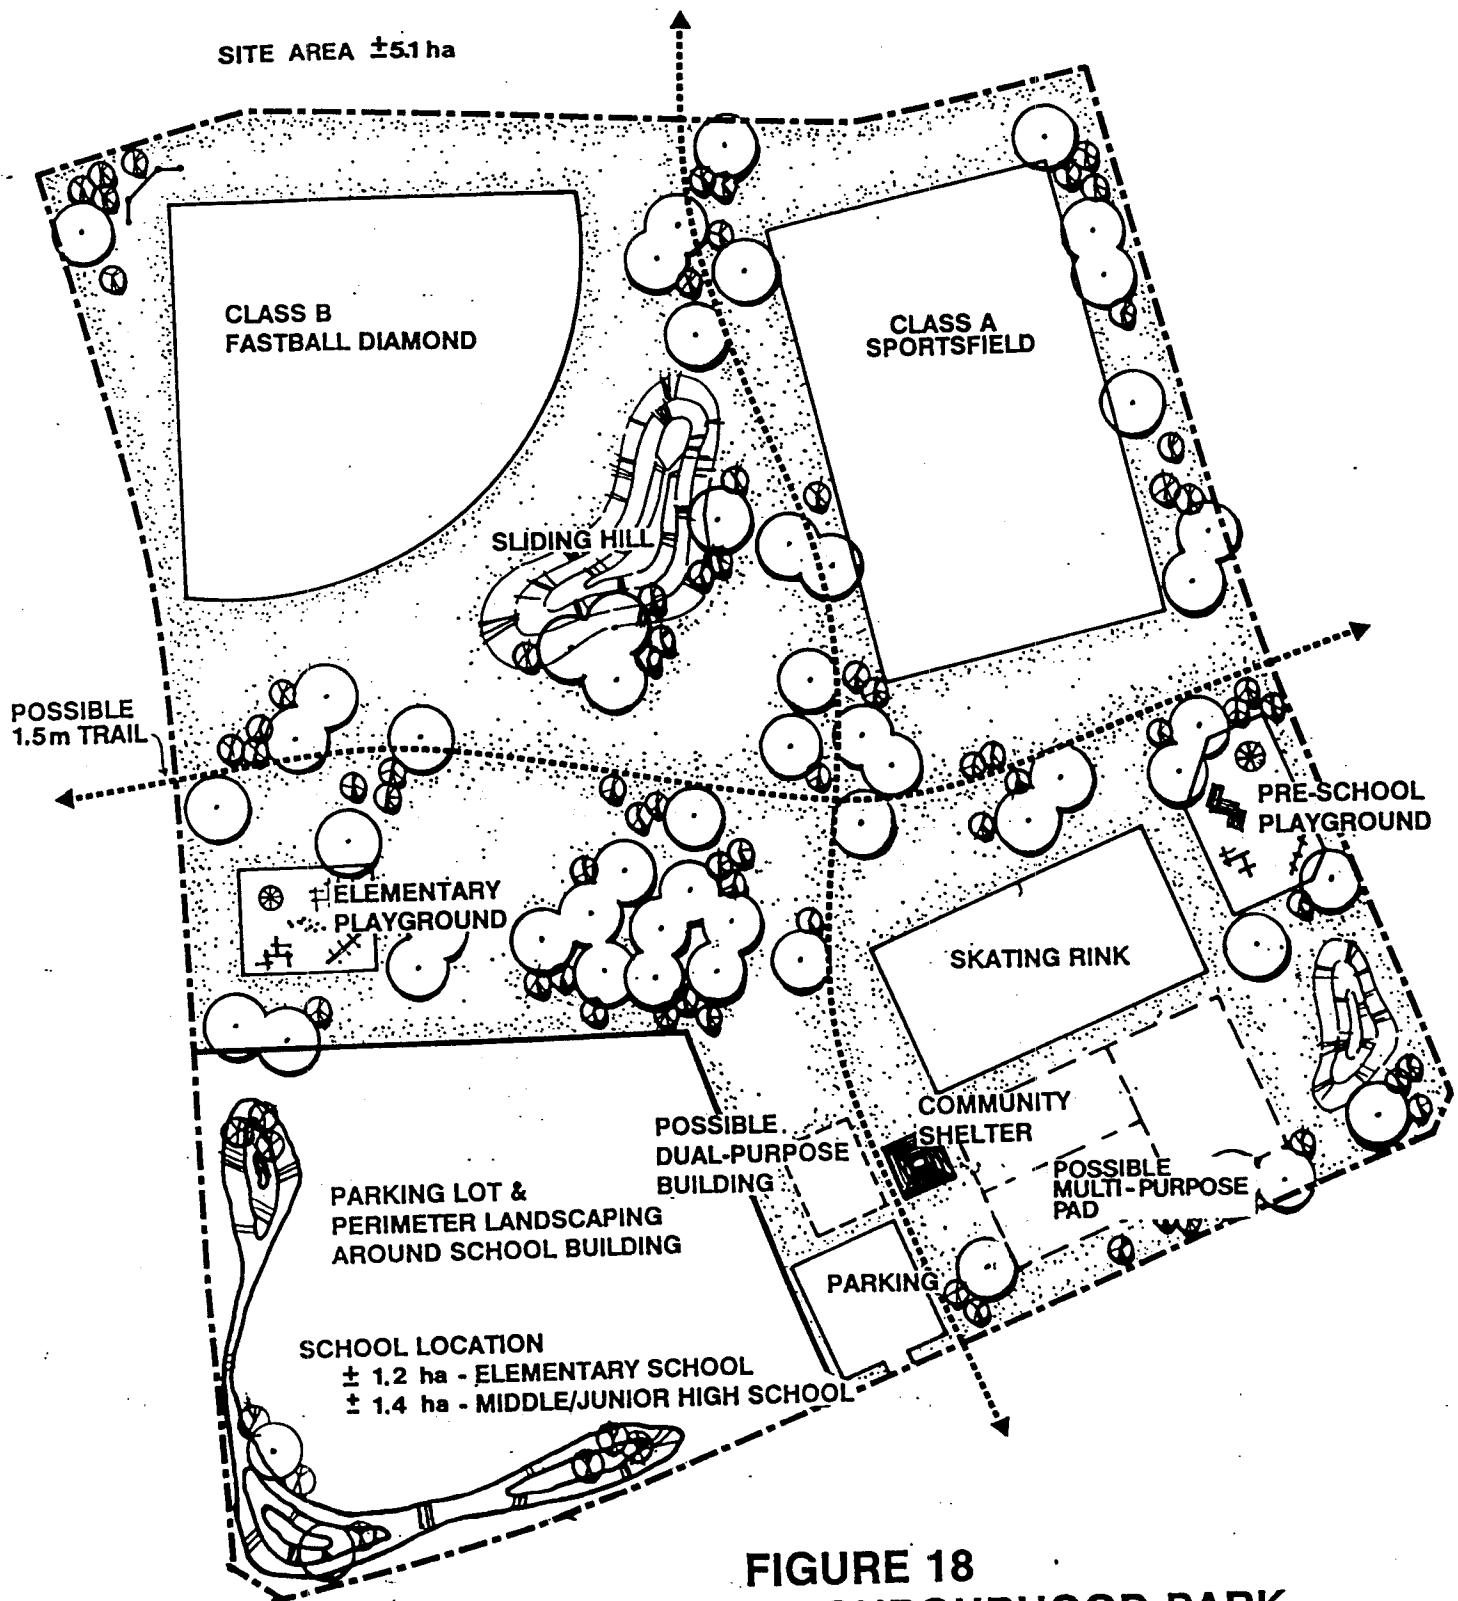 SITE AREA ±5.1 ha
CLASS B
FASTBALL DIAMOND
CLASS A
SPORTSFIELD
SLIDING HILL
POSSIBLE
1.5m TRAIL
PRE-SCHOOL
PLAYGROUND
ELEMENTARY
PLAYGROUND
SKATING RINK
COMMUNITY
SHELTER
POSSIBLE
DUAL-PURPOSE
BUILDING
POSSIBLE
MULTI-PURPOSE
PAD
PARKING LOT &
PERIMETER LANDSCAPING
AROUND SCHOOL BUILDING
PARKING
SCHOOL LOCATION
± 1.2 ha - ELEMENTARY SCHOOL
± 1.4 ha - MIDDLE/JUNIOR HIGH SCHOOL
FIGURE 18
PARK